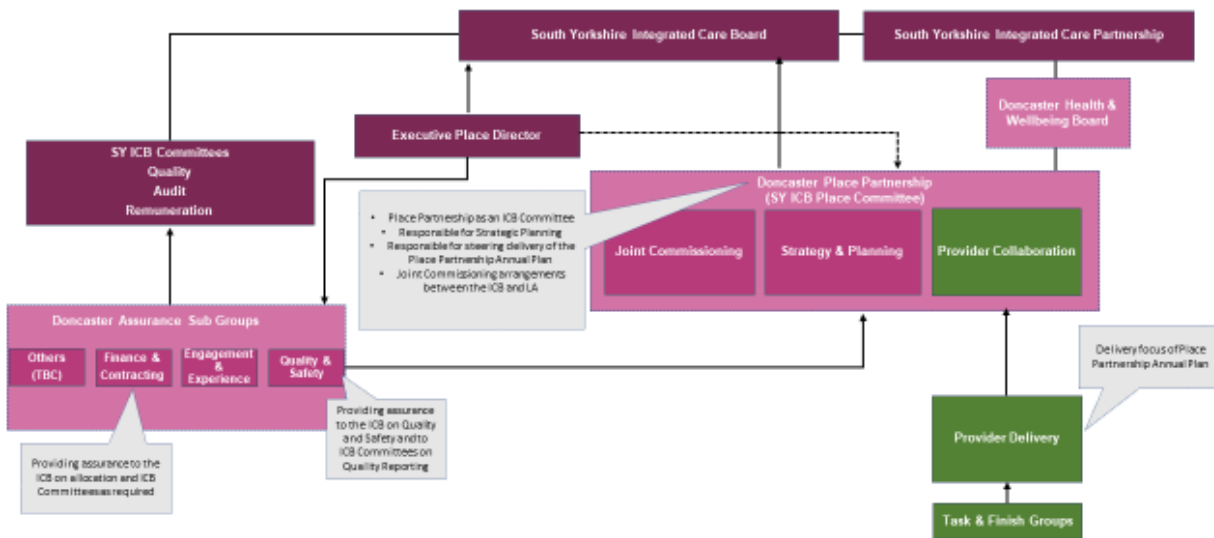 South Yorkshire Integrated Care Board
South Yorkshire Integrated Care Partnership
Doncaster Health &
Wellbeing Board
Executive Place Director
SY ICB Committees
Quality
Audit
Remuneration
Doncaster Place Partnership
(SY ICB Place Committee)
• Place Partnership as an ICB Committee
• Responsible for Strategic Planning
• Responsible for steering delivery of the
Place Partnership Annual Plan
• Joint Commissioning arrangements
between the ICB and LA
Joint Commissioning
Strategy & Planning
Provider Collaboration
Doncaster Assurance Sub Groups
Others
(TBC)
Finance &
Contracting
Engagement
&
Experience
Quality &
Safety
Delivery focus of Place
Partnership Annual Plan
Providing assurance
to the ICB on Quality
and Safety and to
ICB Committees on
Quality Reporting
Provider Delivery
Providing assurance to the
ICB on allocation and ICB
Committees as required
Task & Finish Groups